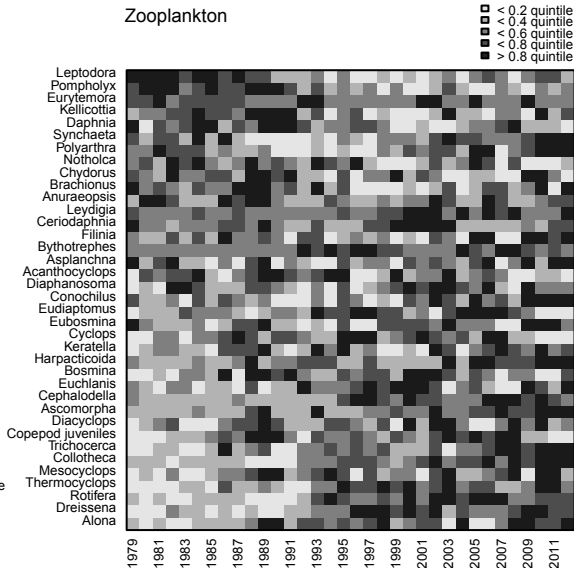 Zooplankton
< 0.2 quintile
< 0.4 quintile
< 0.6 quintile
< 0.8 quintile
> 0.8 quintile
Leptodora
Pompholyx
Eurytemora
Kellicottia
Daphnia
Synchaeta
Polyarthra
Notholca
Chydorus
Brachionus
Anuraeopsis
Leydigia
Ceriodaphnia
Filinia
Bythotrephes
Asplanchna
Acanthocyclops
Diaphanosoma
Conochilus
Eudiaptomus
Eubosmina
Cyclops
Keratella
Harpacticoida
Bosmina
Euchlanis
Cephalodella
Ascomorpha
Diacyclops
Copepod juveniles
Trichocerca
Collotheca
Mesocyclops
Thermocyclops
e
Rotifera
Dreissena
Alona
1979
1981
1983
1985
1987
1989
1991
1993
1995
1997
1999
2001
2003
2005
2007
2009
2011